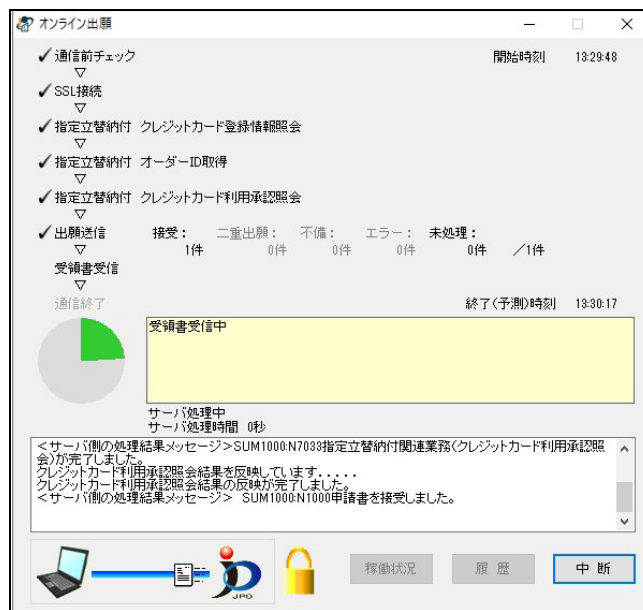 オンライン出願
通信前チェック 開始時刻 13:29:48
▽
SSL接続
▽
指定立替納付 クレジットカード登録情報照会
▽
指定立替納付 オーダーID取得
▽
指定立替納付 クレジットカード利用承認照会
▽
出願送信 接受: 二重出願: 不備: エラー: 未処理:
▽ 1件 0件 0件 0件 0件 /1件
受領書受信
▽
通信終了 終了(予測)時刻 13:30:17
受領書受信中
サーバ処理中
サーバ処理時間 0秒
<サーバ側の処理結果メッセージ>SUM1000:N7033指定立替納付関連業務(クレジットカード利用承認照
会)が完了しました。
クレジットカード利用承認照会結果を反映しています.....
クレジットカード利用承認照会結果の反映が完了しました。
<サーバ側の処理結果メッセージ> SUM1000:N1000申請書を接受しました。
JPO
稼働状況 履 歴 中 断